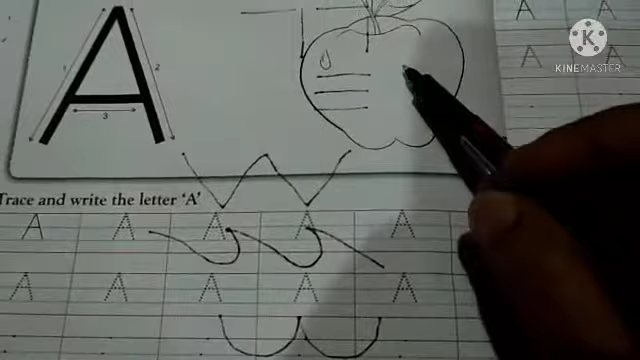 A
1 2
3
A A
A A
K
KINEMASTER
Trace and write the letter 'A'
A A A A A
A A A A A